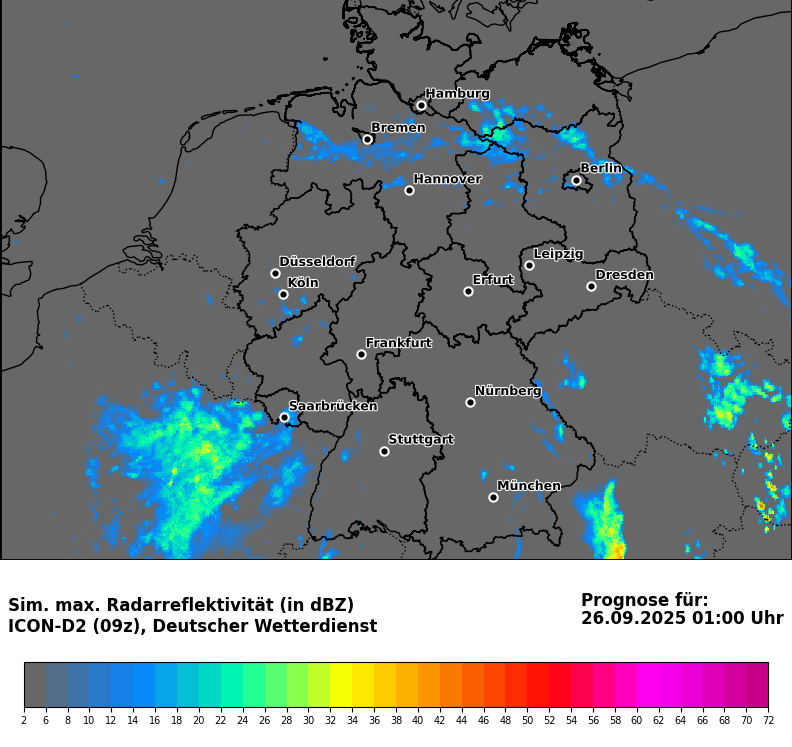 Hamburg
Bremen
Hannover
Berlin
Düsseldorf
Köln
Leipzig
Erfurt
Dresden
Frankfurt
Nürnberg
Saarbrücken
Stuttgart
München
Sim. max. Radarreflektivität (in dBZ)
ICON-D2 (09z), Deutscher Wetterdienst
Prognose für:
26.09.2025 01:00 Uhr
2 6 8 10 12 14 16 18 20 22 24 26 28 30 32 34 36 38 40 42 44 46 48 50 52 54 56 58 60 62 64 66 68 70 72